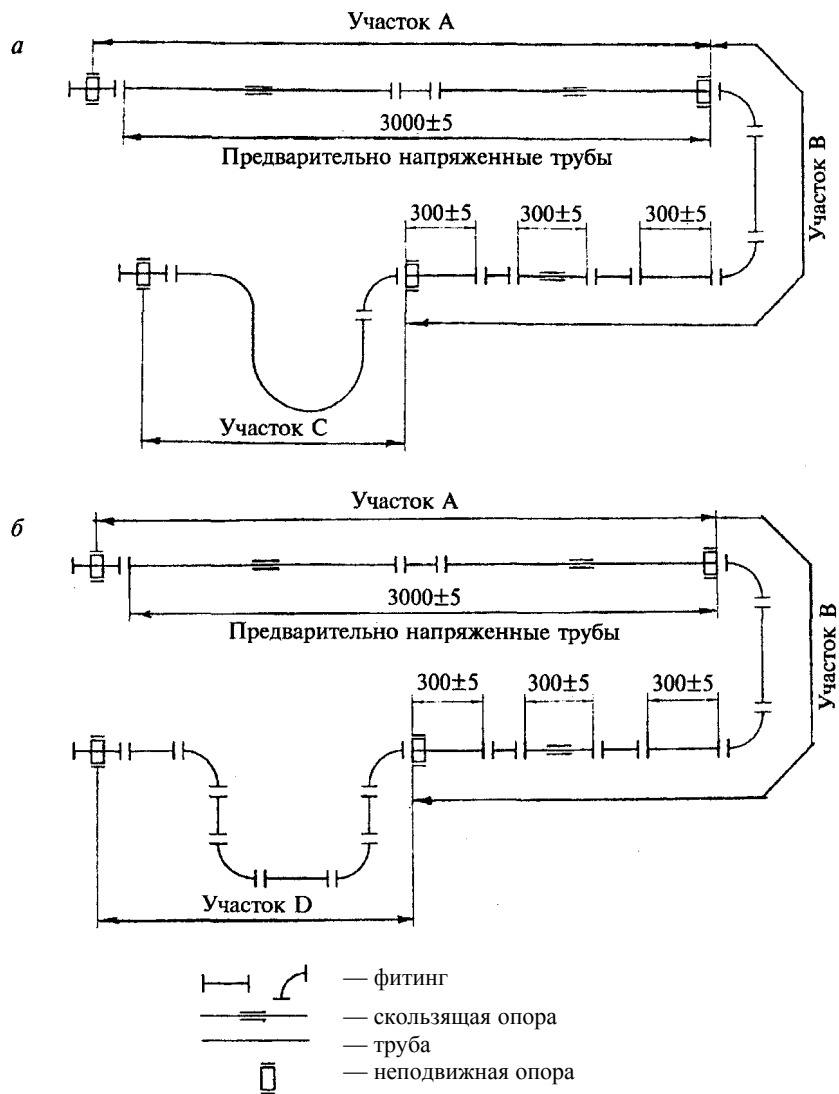 а
Участок А
3000±5
Предварительно напряженные трубы
Участок В
300±5 300±5 300±5
Участок С
б
Участок А
3000±5
Предварительно напряженные трубы
Участок В
300±5 300±5 300±5
Участок D
— фитинг
— скользящая опора
— труба
— неподвижная опора